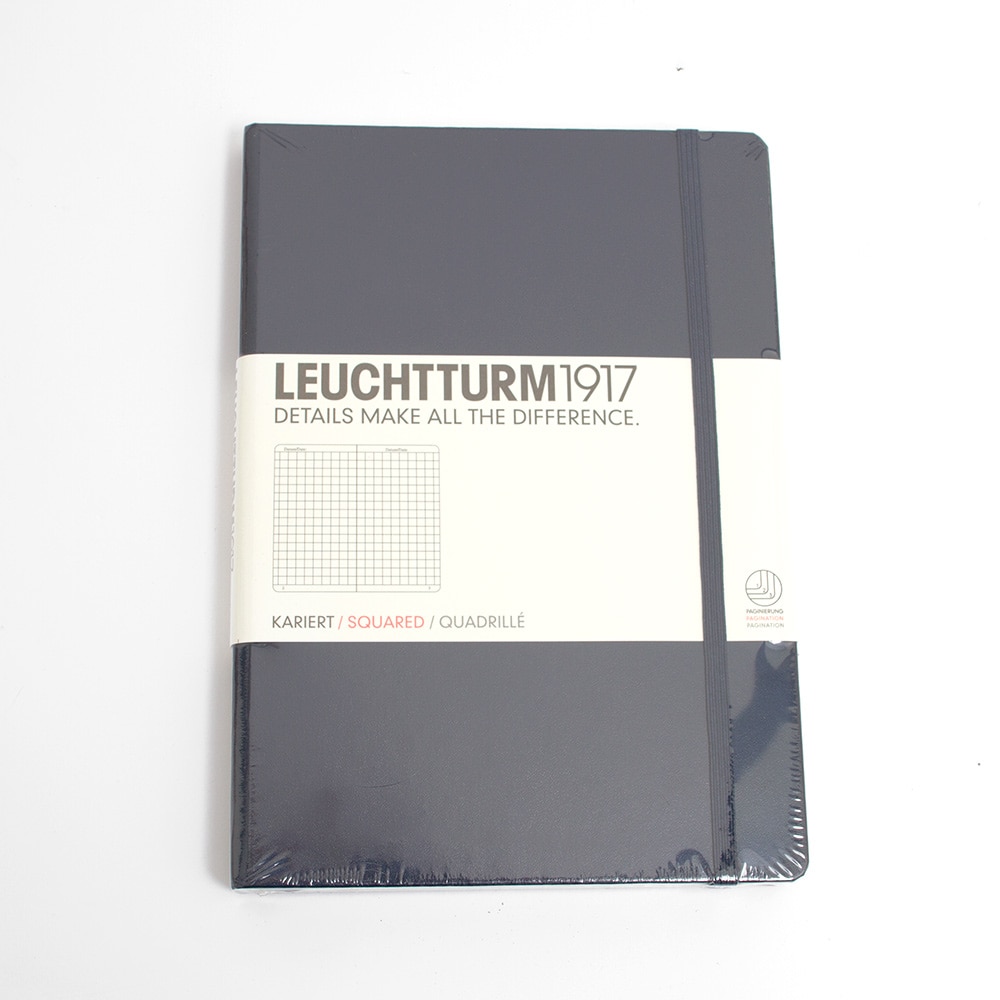 LEUCHTTURM1917
DETAILS MAKE ALL THE DIFFERENCE.
KARIERT / SQUARED / QUADRILLÉ
PAGINIERUNG
PAGINATION
PAGINATION